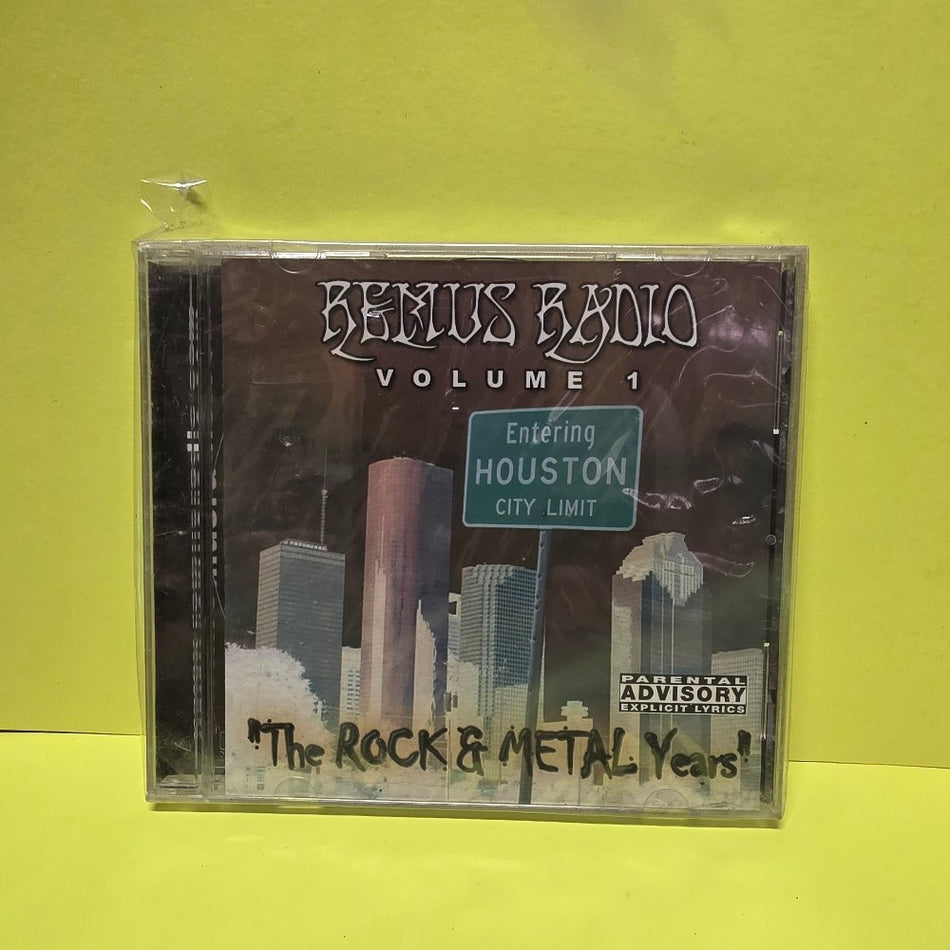 REMUS RADIO
VOLUME 1
Entering
HOUSTON
CITY LIMIT
PARENTAL
ADVISORY
EXPLICIT LYRICS
"The ROCK & METAL Years"